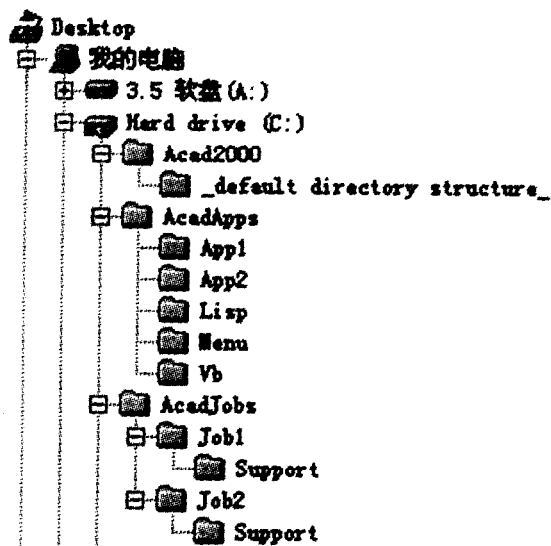 Desktop
我的电脑
3.5 软盘 (A:)
Hard drive (C:)
Acad2000
_default directory structure_
AcadApps
App1
App2
Lisp
Menu
Vb
AcadJobs
Job1
Support
Job2
Support